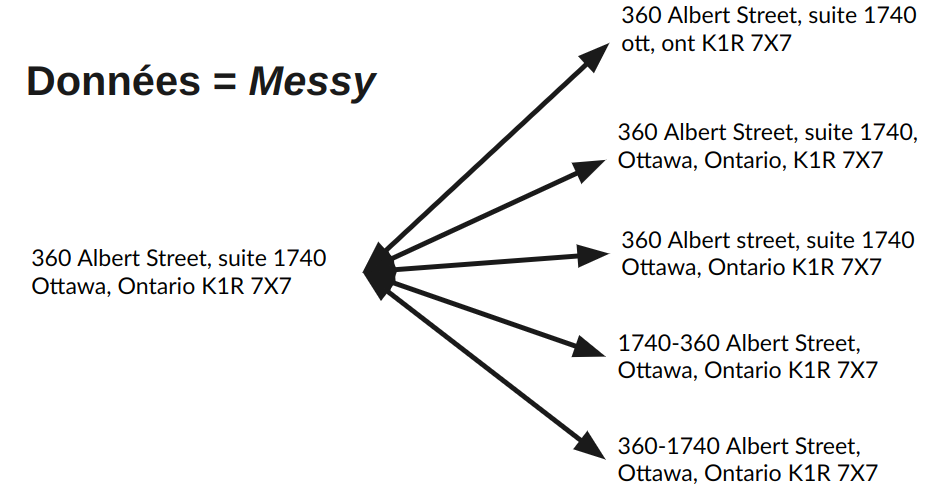 Données = Messy
360 Albert Street, suite 1740
Ottawa, Ontario K1R 7X7
360 Albert Street, suite 1740
ott, ont K1R 7X7
360 Albert Street, suite 1740,
Ottawa, Ontario, K1R 7X7
360 Albert street, suite 1740
Ottawa, Ontario K1R 7X7
1740-360 Albert Street,
Ottawa, Ontario K1R 7X7
360-1740 Albert Street,
Ottawa, Ontario K1R 7X7